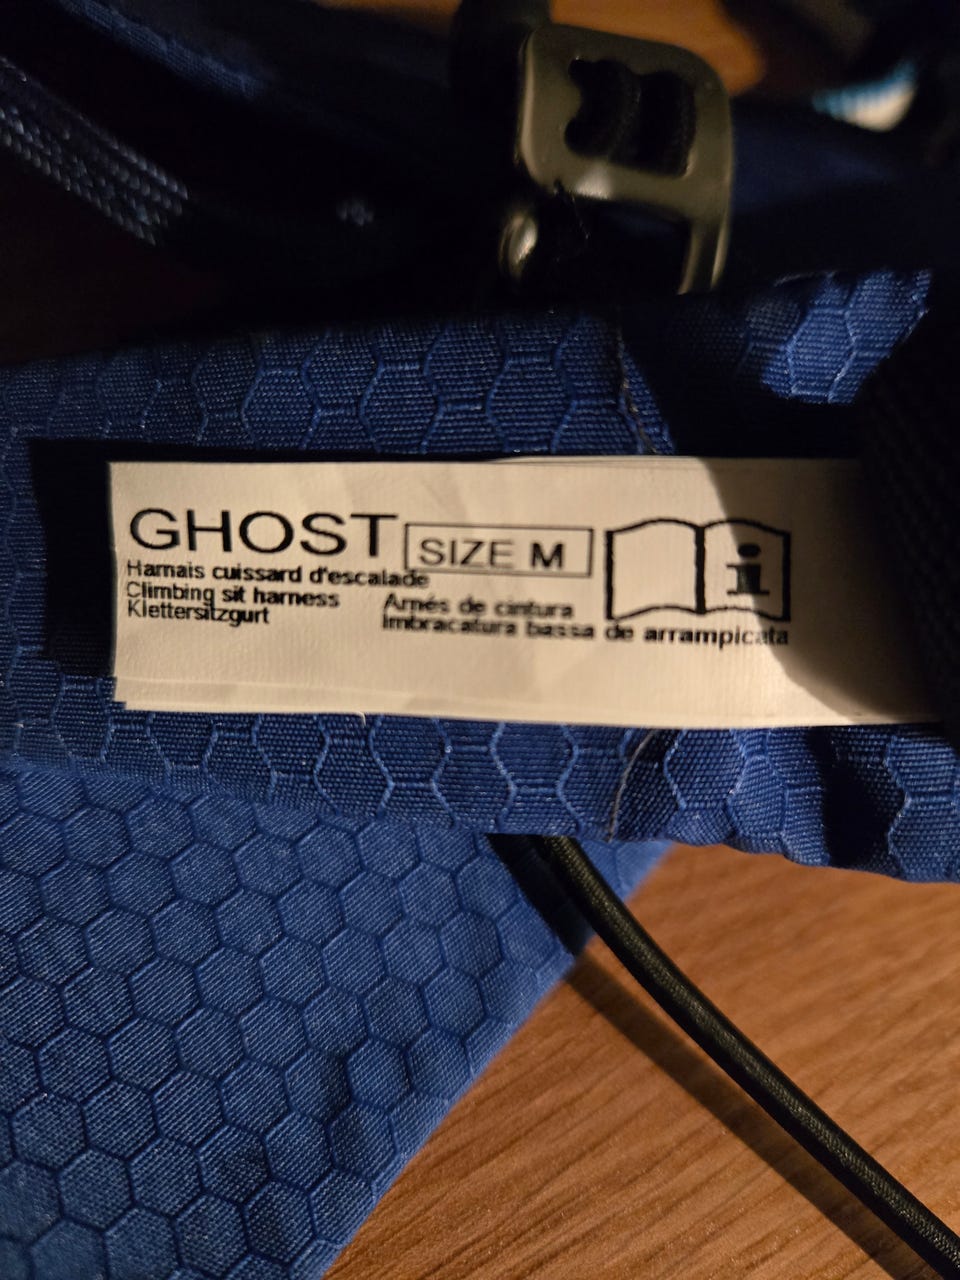 GHOST SIZE M
Harnais cuissard d'escalade
Climbing sit harness
Klettersitzgurt
Arnés de cintura
Imbracatura bassa de arrampicata